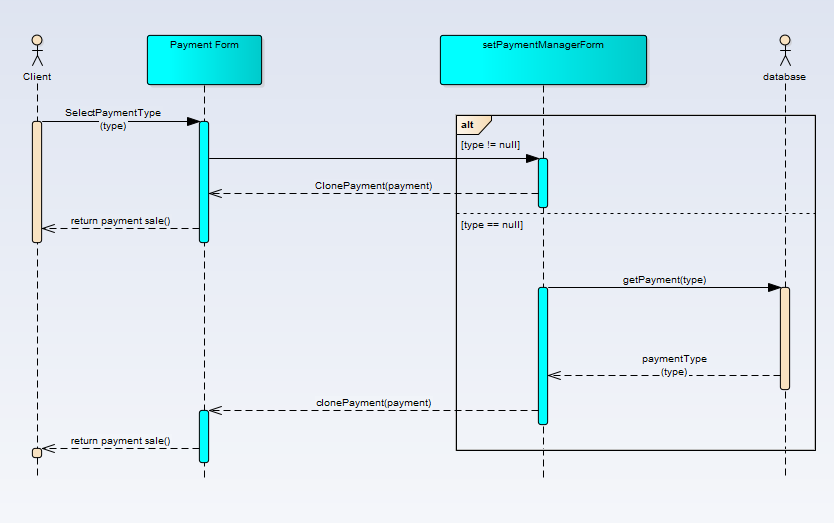 Payment Form
setPaymentManagerForm
Client
database
SelectPaymentType
(type)
alt
[type != null]
ClonePayment(payment)
return payment sale()
[type == null]
getPayment(type)
paymentType
(type)
clonePayment(payment)
return payment sale()